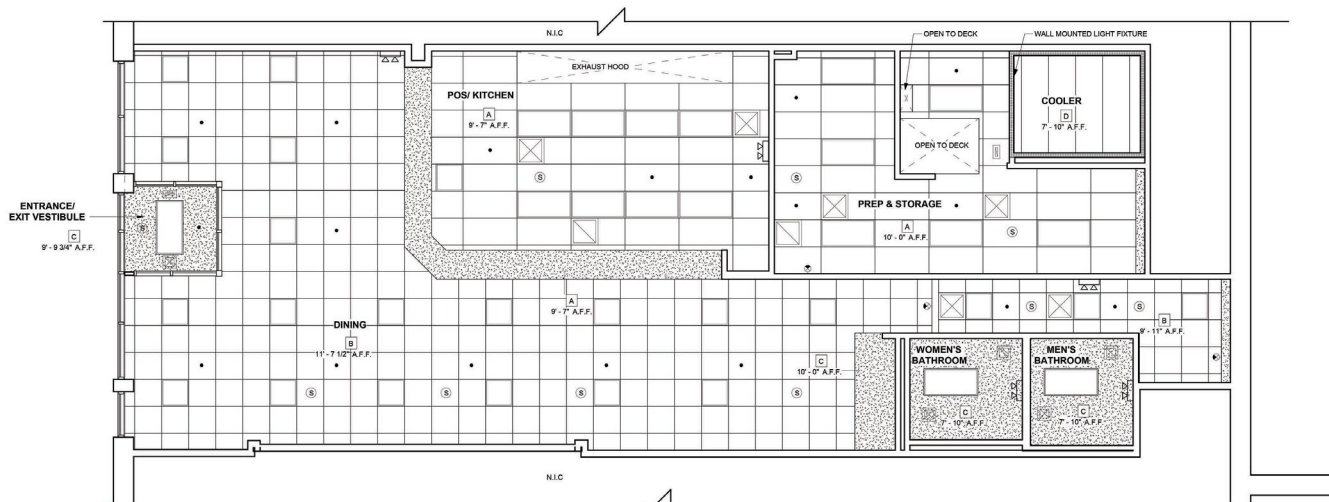 N.I.C
OPEN TO DECK
WALL MOUNTED LIGHT FIXTURE
EXHAUST HOOD
POS/ KITCHEN
A
9' - 7" A.F.F.
COOLER
D
7' - 10" A.F.F.
OPEN TO DECK
S
S
ENTRANCE/
EXIT VESTIBULE
C
9' - 9 3/4" A.F.F.
S
PREP & STORAGE
A
10' - 0" A.F.F.
S
A
9' - 7" A.F.F.
S
S
DINING
B
11' - 7 1/2" A.F.F.
B
9' - 11" A.F.F.
C
10' - 0" A.F.F.
WOMEN'S
BATHROOM
MEN'S
BATHROOM
S
S
S
S
C
7' - 10" A.F.F.
C
7' - 10" A.F.F.
N.I.C